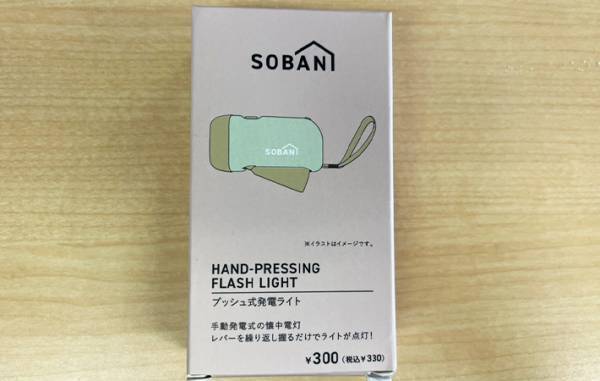 SOBANI
SOBANI
※イラストはイメージです。
HAND-PRESSING
FLASH LIGHT
プッシュ式発電ライト
手動発電式の懐中電灯
レバーを繰り返し握るだけでライトが点灯!
¥300(税込¥330)